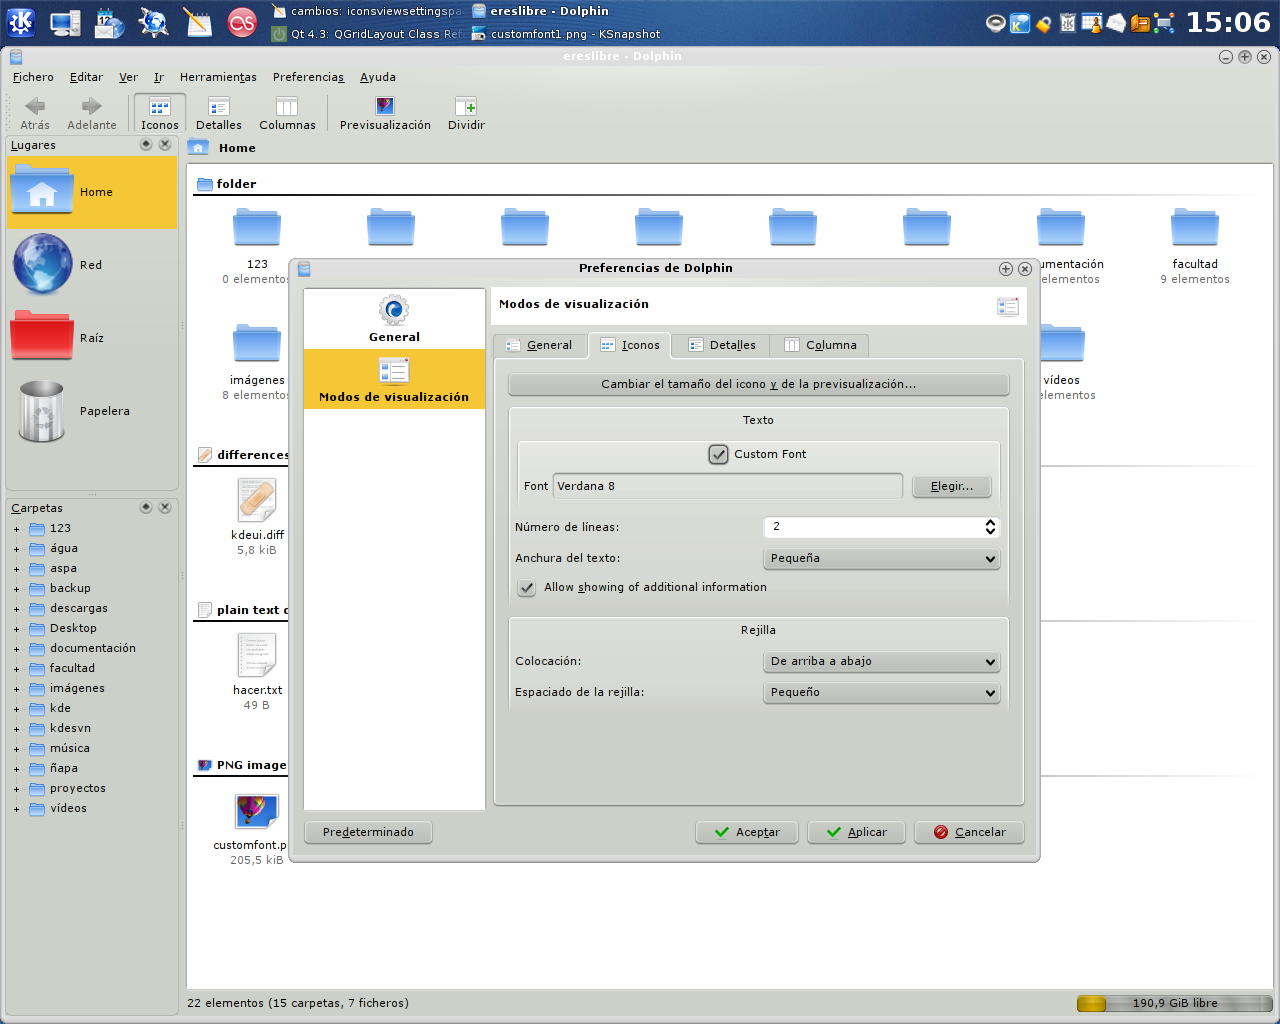 cambios: iconsviewsettingspa
ereslibre - Dolphin
Qt 4.3: QGridLayout Class Ref
customfont1.png - KSnapshot
15:06
ereslibre - Dolphin
Fichero Editar Ver Ir Herramientas Preferencias Ayuda
Atrás Adelante Iconos Detalles Columnas Previsualización Dividir
Lugares
Home
Red
Raíz
Papelera
Carpetas
123
água
aspa
backup
descargas
Desktop
documentación
facultad
imágenes
kde
kdesvn
música
ñapa
proyectos
vídeos
Home
folder
123
0 elementos
umentación
elementos
facultad
9 elementos
imágenes
8 elementos
vídeos
elementos
differences
kdeui.diff
5,8 kiB
plain text d
hacer.txt
49 B
PNG image
customfont.p
205,5 kiB
Preferencias de Dolphin
General
Modos de visualización
Modos de visualización
General Iconos Detalles Columna
Cambiar el tamaño del icono y de la previsualización...
Texto
Custom Font
Font Verdana 8 Elegir...
Número de líneas: 2
Anchura del texto: Pequeña
Allow showing of additional information
Rejilla
Colocación: De arriba a abajo
Espaciado de la rejilla: Pequeño
Predeterminado Aceptar Aplicar Cancelar
22 elementos (15 carpetas, 7 ficheros)
190,9 GiB libre